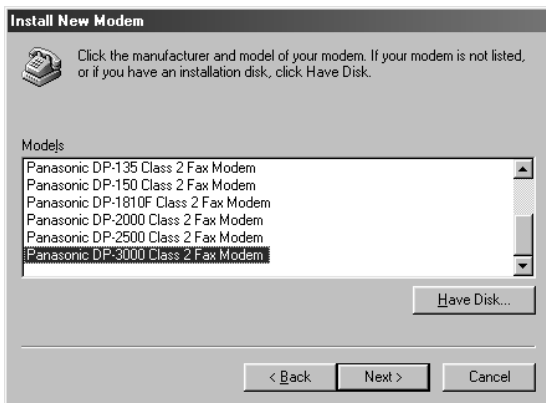 Install New Modem
Click the manufacturer and model of your modem. If your modem is not listed,
or if you have an installation disk, click Have Disk.
Models
Panasonic DP-135 Class 2 Fax Modem
Panasonic DP-150 Class 2 Fax Modem
Panasonic DP-1810F Class 2 Fax Modem
Panasonic DP-2000 Class 2 Fax Modem
Panasonic DP-2500 Class 2 Fax Modem
Panasonic DP-3000 Class 2 Fax Modem
Have Disk...
< Back Next > Cancel